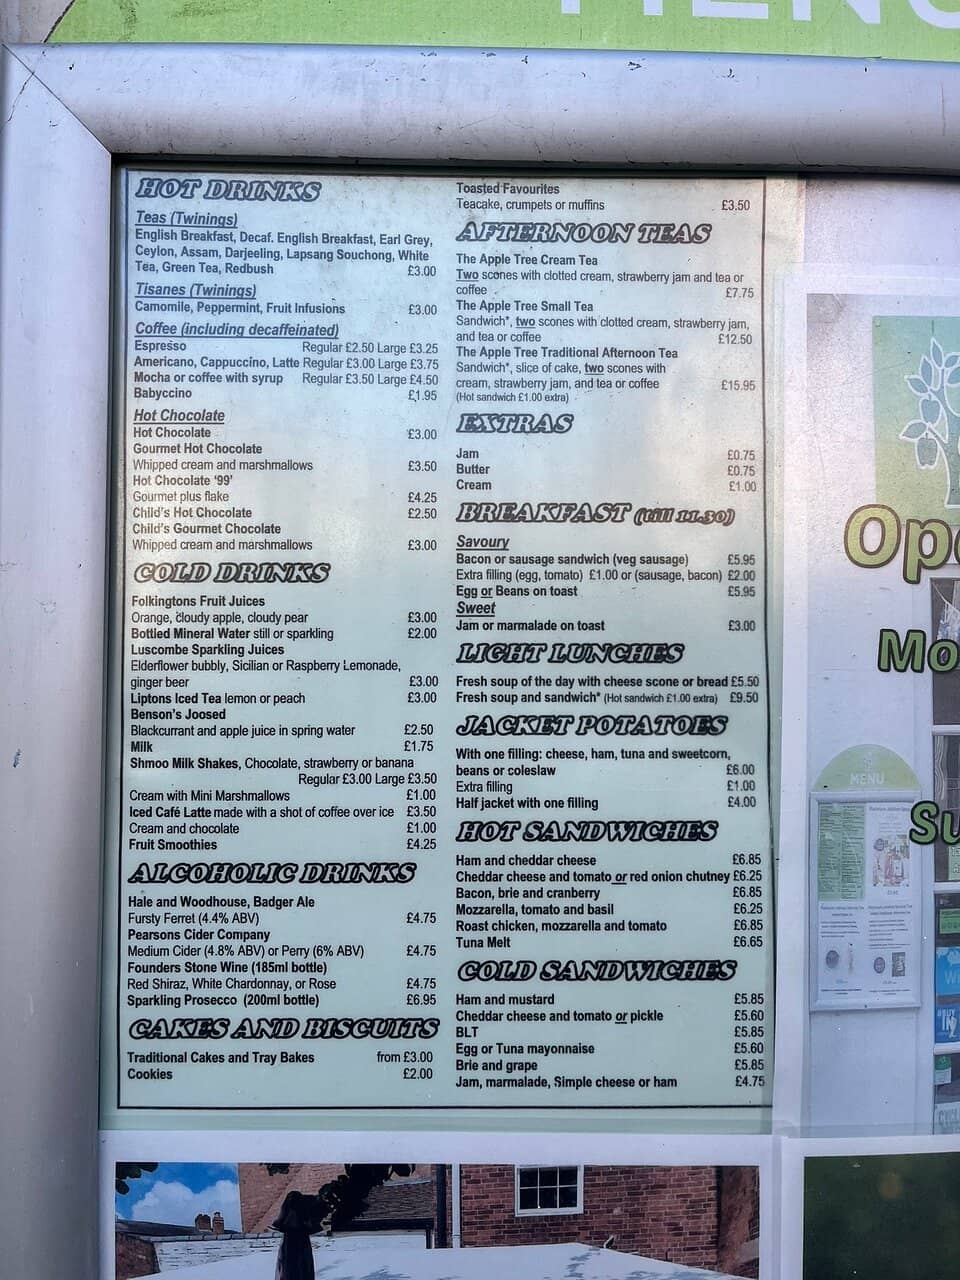 MENU
HOT DRINKS
Teas (Twinings)
English Breakfast, Decaf. English Breakfast, Earl Grey,
Ceylon, Assam, Darjeeling, Lapsang Souchong, White
Tea, Green Tea, Redbush £3.00
Tisanes (Twinings)
Camomile, Peppermint, Fruit Infusions £3.00
Coffee (including decaffeinated)
Espresso Regular £2.50 Large £3.25
Americano, Cappuccino, Latte Regular £3.00 Large £3.75
Mocha or coffee with syrup Regular £3.50 Large £4.50
Babyccino £1.95
Hot Chocolate
Hot Chocolate £3.00
Gourmet Hot Chocolate
Whipped cream and marshmallows £3.50
Hot Chocolate '99'
Gourmet plus flake £4.25
Child's Hot Chocolate £2.50
Child's Gourmet Chocolate
Whipped cream and marshmallows £3.00
COLD DRINKS
Folkingtons Fruit Juices
Orange, cloudy apple, cloudy pear £3.00
Bottled Mineral Water still or sparkling £2.00
Luscombe Sparkling Juices
Elderflower bubbly, Sicilian or Raspberry Lemonade,
ginger beer £3.00
Liptons Iced Tea lemon or peach £3.00
Benson's Joosed
Blackcurrant and apple juice in spring water £2.50
Milk £1.75
Shmoo Milk Shakes, Chocolate, strawberry or banana
Regular £3.00 Large £3.50
Cream with Mini Marshmallows £1.00
Iced Café Latte made with a shot of coffee over ice £3.50
Cream and chocolate £1.00
Fruit Smoothies £4.25
ALCOHOLIC DRINKS
Hale and Woodhouse, Badger Ale
Fursty Ferret (4.4% ABV) £4.75
Pearsons Cider Company
Medium Cider (4.8% ABV) or Perry (6% ABV) £4.75
Founders Stone Wine (185ml bottle)
Red Shiraz, White Chardonnay, or Rose £4.75
Sparkling Prosecco (200ml bottle) £6.95
CAKES AND BISCUITS
Traditional Cakes and Tray Bakes from £3.00
Cookies £2.00
Toasted Favourites
Teacake, crumpets or muffins £3.50
AFTERNOON TEAS
The Apple Tree Cream Tea
Two scones with clotted cream, strawberry jam and tea or
coffee £7.75
The Apple Tree Small Tea
Sandwich*, two scones with clotted cream, strawberry jam,
and tea or coffee £12.50
The Apple Tree Traditional Afternoon Tea
Sandwich*, slice of cake, two scones with
cream, strawberry jam, and tea or coffee £15.95
(Hot sandwich £1.00 extra)
EXTRAS
Jam £0.75
Butter £0.75
Cream £1.00
BREAKFAST (till 11.30)
Savoury
Bacon or sausage sandwich (veg sausage) £5.95
Extra filling (egg, tomato) £1.00 or (sausage, bacon) £2.00
Egg or Beans on toast £5.95
Sweet
Jam or marmalade on toast £3.00
LIGHT LUNCHES
Fresh soup of the day with cheese scone or bread £5.50
Fresh soup and sandwich* (Hot sandwich £1.00 extra) £9.50
JACKET POTATOES
With one filling: cheese, ham, tuna and sweetcorn,
beans or coleslaw £6.00
Extra filling £1.00
Half jacket with one filling £4.00
HOT SANDWICHES
Ham and cheddar cheese £6.85
Cheddar cheese and tomato or red onion chutney £6.25
Bacon, brie and cranberry £6.85
Mozzarella, tomato and basil £6.25
Roast chicken, mozzarella and tomato £6.85
Tuna Melt £6.65
COLD SANDWICHES
Ham and mustard £5.85
Cheddar cheese and tomato or pickle £5.60
BLT £5.85
Egg or Tuna mayonnaise £5.60
Brie and grape £5.85
Jam, marmalade, Simple cheese or ham £4.75
Ope
Mo
Su
MENU
#BUY
IN